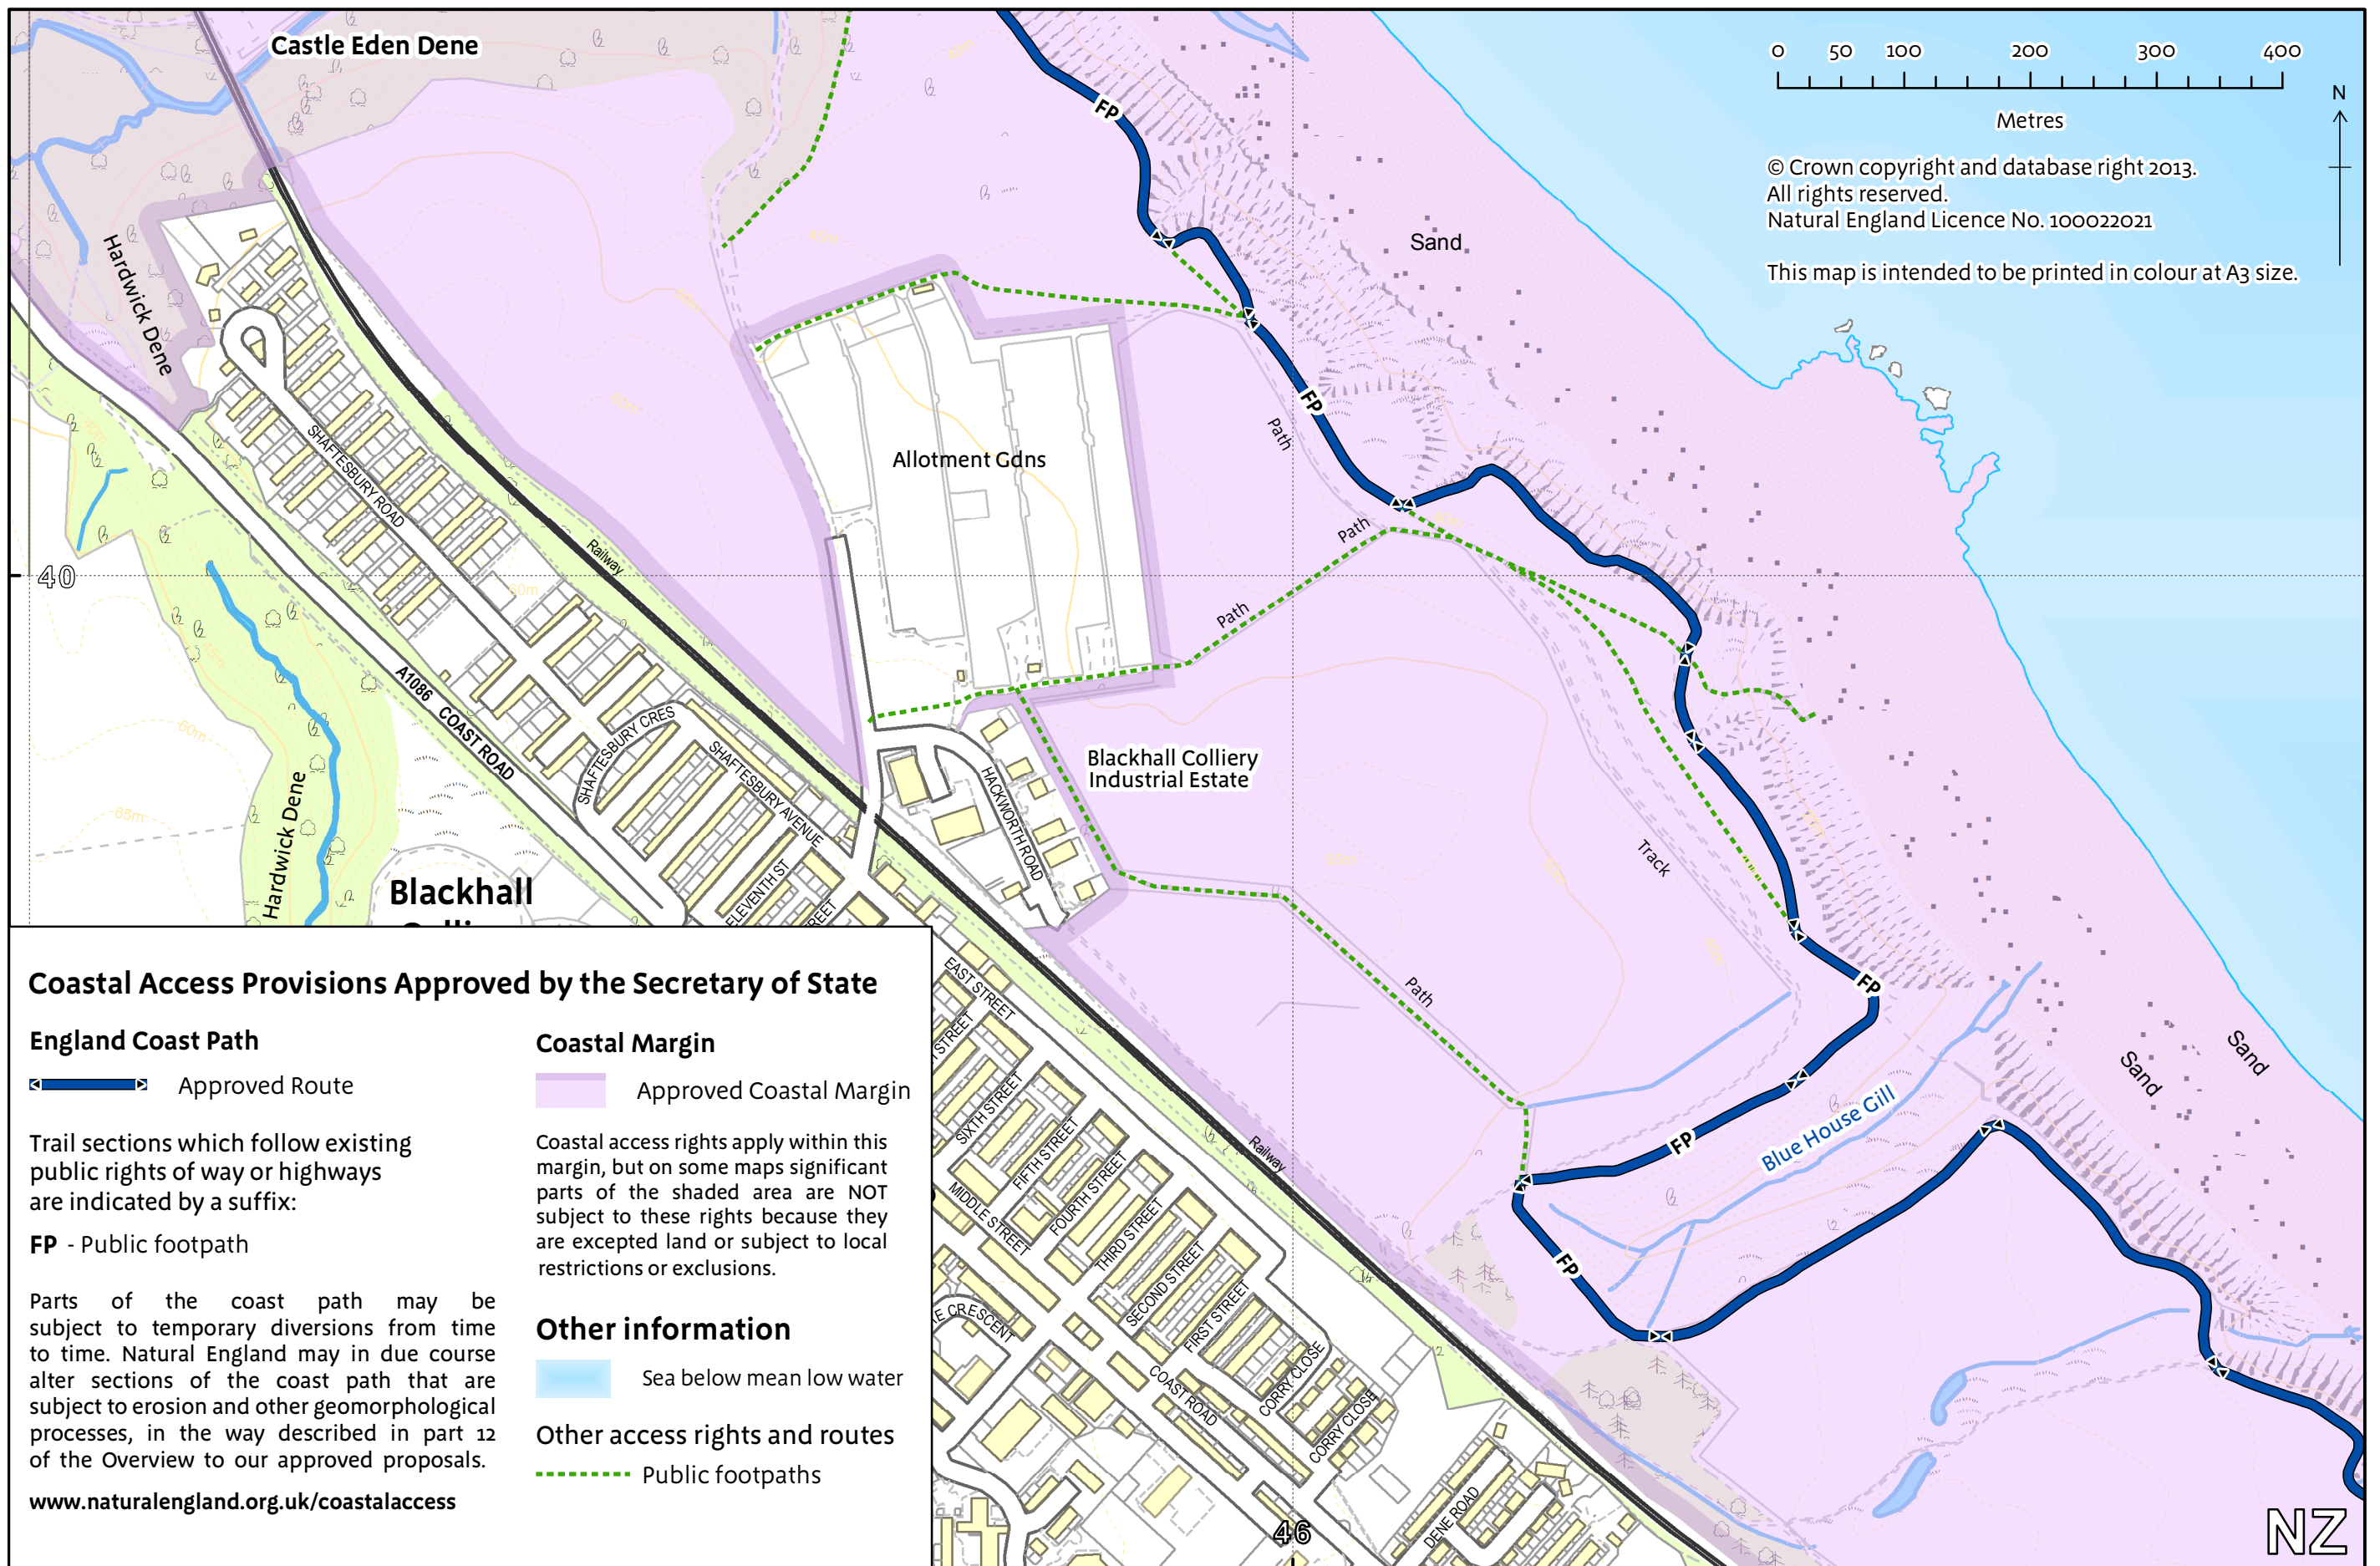 Castle Eden Dene
0 50 100 200 300 400
Metres
N
© Crown copyright and database right 2013.
All rights reserved.
Natural England Licence No. 100022021
This map is intended to be printed in colour at A3 size.
FP
Sand
Hardwick Dene
45m
FP
Path
Allotment Gdns
SHAFTESBURY ROAD
Railway
Path
40
60m
Path
A1086 COAST ROAD
SHAFTESBURY CRES
SHAFTESBURY AVENUE
60m
65m
Hardwick Dene
Blackhall Colliery
Industrial Estate
HACKWORTH ROAD
55m
Track
Blackhall
ELEVENTH ST
Path
FP
EAST STREET
SIXTH STREET
FIFTH STREET
FOURTH STREET
THIRD STREET
SECOND STREET
FIRST STREET
MIDDLE STREET
Railway
FP
Blue House Gill
Sand
Sand
FP
COAST ROAD
CORRY CLOSE
CORRY CLOSE
DENE ROAD
46
NZ
Coastal Access Provisions Approved by the Secretary of State
England Coast Path
Approved Route
Trail sections which follow existing
public rights of way or highways
are indicated by a suffix:
FP - Public footpath
Parts of the coast path may be
subject to temporary diversions from time
to time. Natural England may in due course
alter sections of the coast path that are
subject to erosion and other geomorphological
processes, in the way described in part 12
of the Overview to our approved proposals.
www.naturalengland.org.uk/coastalaccess
Coastal Margin
Approved Coastal Margin
Coastal access rights apply within this
margin, but on some maps significant
parts of the shaded area are NOT
subject to these rights because they
are excepted land or subject to local
restrictions or exclusions.
Other information
Sea below mean low water
Other access rights and routes
Public footpaths